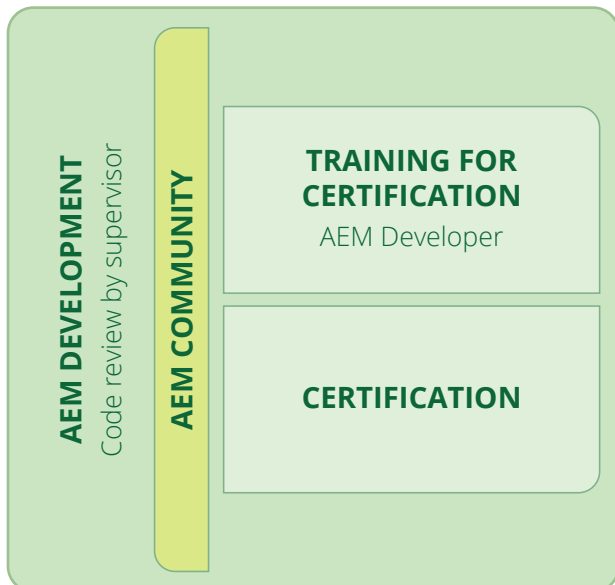 AEM DEVELOPMENT
Code review by supervisor
AEM COMMUNITY
TRAINING FOR
CERTIFICATION
AEM Developer
CERTIFICATION